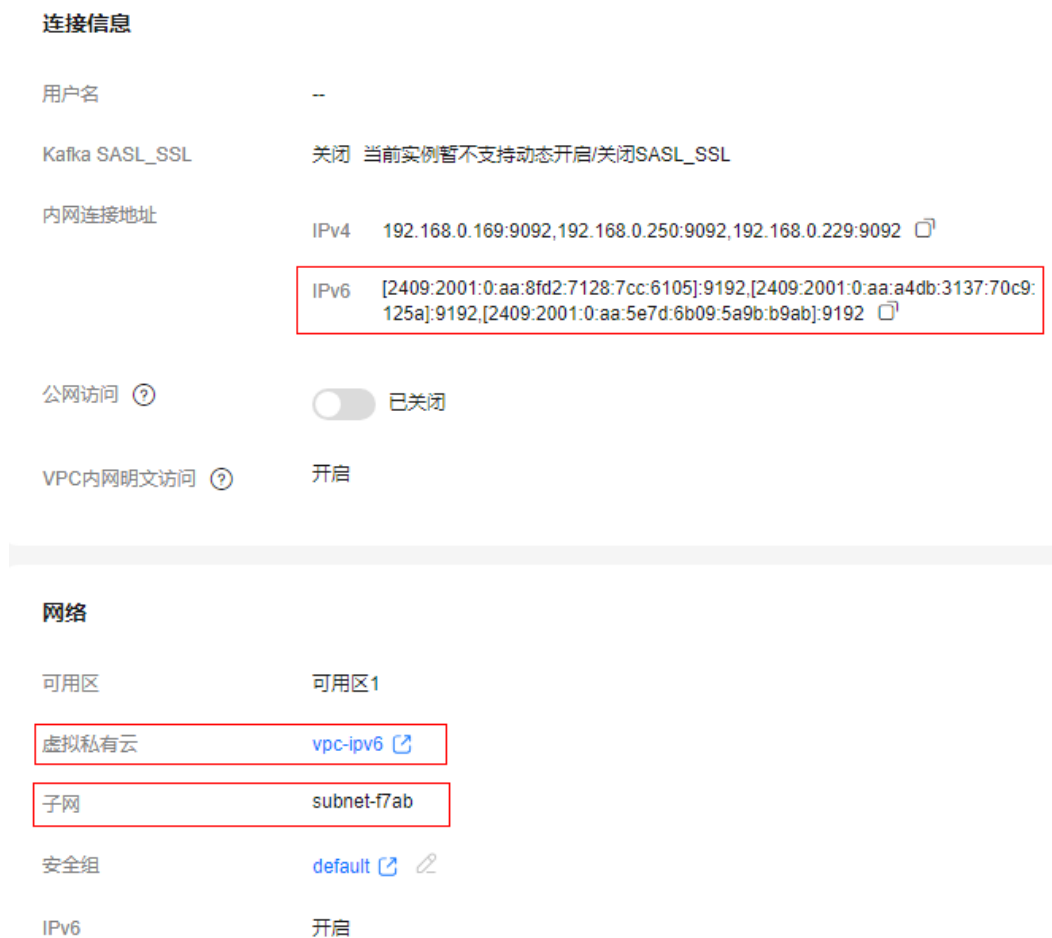 连接信息
用户名 --
Kafka SASL_SSL 关闭 当前实例暂不支持动态开启/关闭SASL_SSL
内网连接地址
IPv4 192.168.0.169:9092,192.168.0.250:9092,192.168.0.229:9092
IPv6 [2409:2001:0:aa:8fd2:7128:7cc:6105]:9192,[2409:2001:0:aa:a4db:3137:70c9:
125a]:9192,[2409:2001:0:aa:5e7d:6b09:5a9b:b9ab]:9192
公网访问 ? 已关闭
VPC内网明文访问 ? 开启
网络
可用区 可用区1
虚拟私有云 vpc-ipv6
子网 subnet-f7ab
安全组 default
IPv6 开启